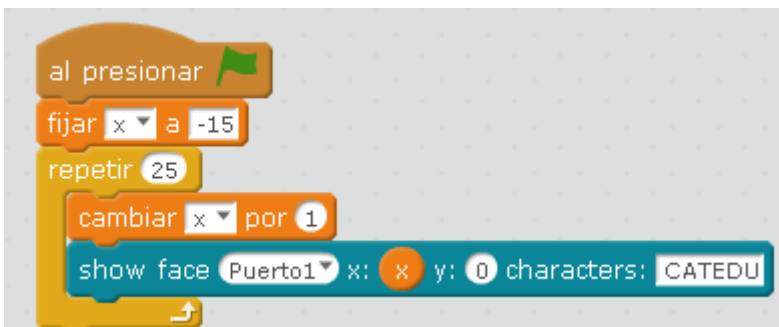 al presionar
fijar x a -15
repetir 25
cambiar x por 1
show face Puerto1 x: x y: 0 characters: CATEDU